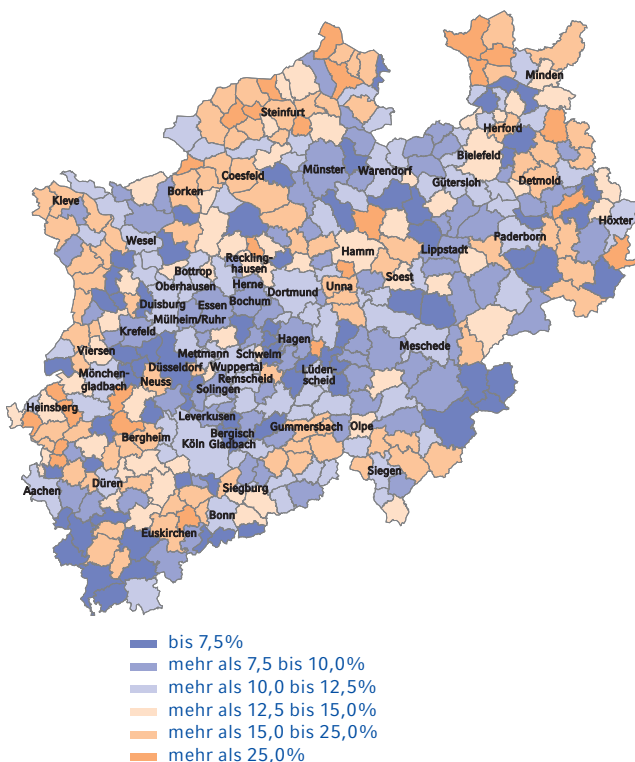 Minden
Steinfurt
Herford
Bielefeld
Münster
Warendorf
Coesfeld
Gütersloh
Detmold
Borken
Kleve
Höxter
Wesel
Paderborn
Hamm
Lippstadt
Reckling-
hausen
Bottrop
Soest
Oberhausen
Herne
Unna
Dortmund
Duisburg
Essen
Bochum
Mülheim/Ruhr
Krefeld
Hagen
Meschede
Viersen
Mettmann
Schwelm
Düsseldorf
Wuppertal
Lüden-
scheid
Mönchen-
gladbach
Neuss
Remscheid
Solingen
Heinsberg
Leverkusen
Gummersbach
Olpe
Bergheim
Bergisch
Köln
Gladbach
Siegen
Düren
Aachen
Siegburg
Bonn
Euskirchen
bis 7,5%
mehr als 7,5 bis 10,0%
mehr als 10,0 bis 12,5%
mehr als 12,5 bis 15,0%
mehr als 15,0 bis 25,0%
mehr als 25,0%